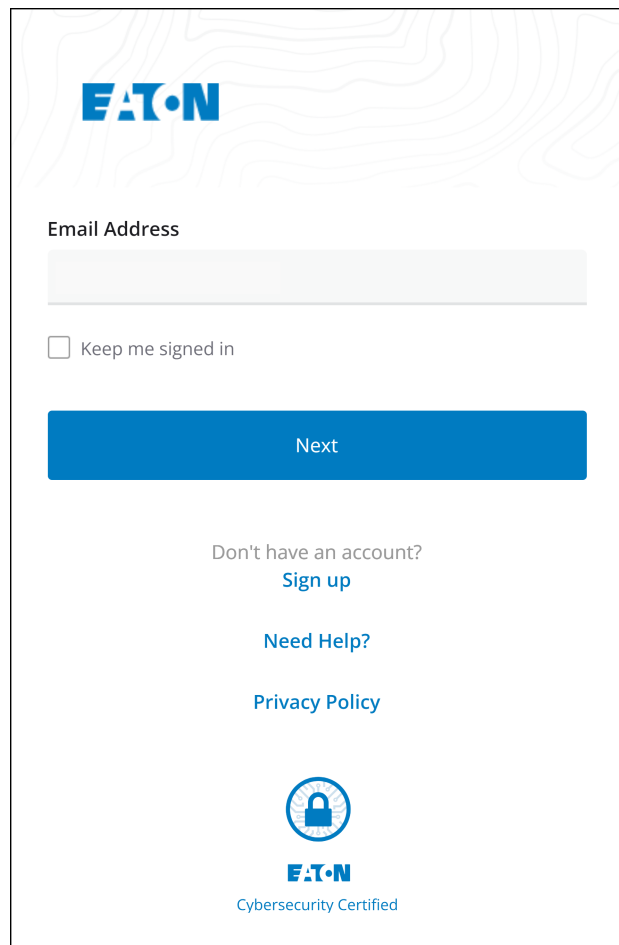 EATON
Email Address
Keep me signed in
Next
Don't have an account?
Sign up
Need Help?
Privacy Policy
EATON
Cybersecurity Certified